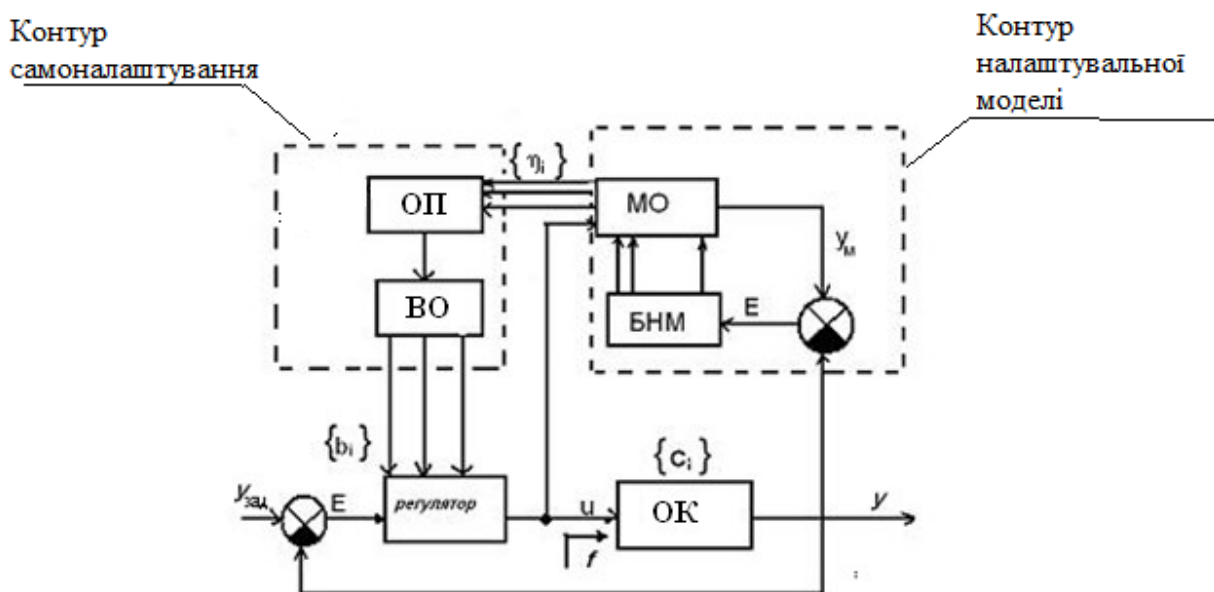 Контур
самоналаштування
Контур
налаштувальної
моделі
{ηᵢ}
ОП
МО
yм
ВО
БНМ
E
{bᵢ}
{cᵢ}
yзад
E
регулятор
u
ОК
y
f